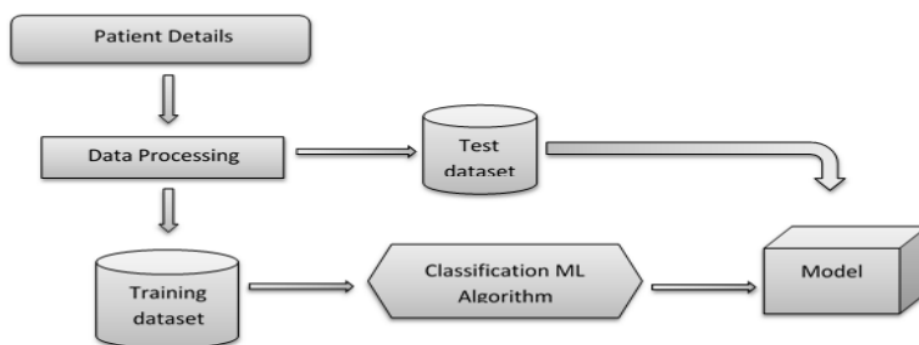 Patient Details
Data Processing
Test
dataset
Training
dataset
Classification ML
Algorithm
Model